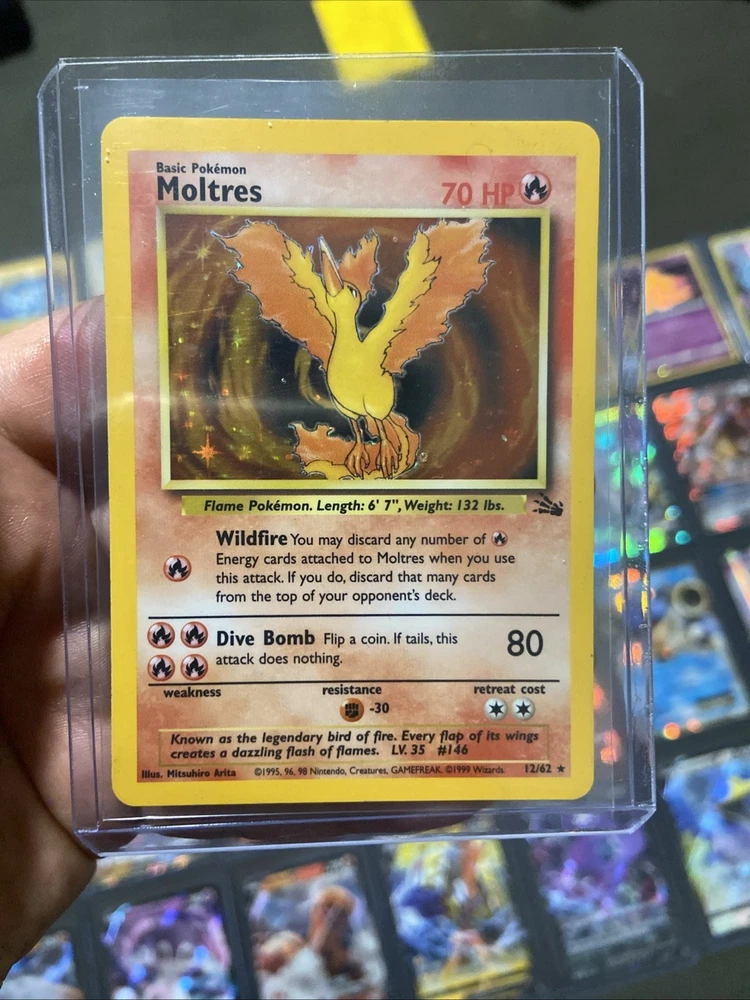 Basic Pokémon
Moltres
70 HP
Flame Pokémon. Length: 6' 7", Weight: 132 lbs.
Wildfire You may discard any number of
Energy cards attached to Moltres when you use
this attack. If you do, discard that many cards
from the top of your opponent's deck.
Dive Bomb Flip a coin. If tails, this
attack does nothing.
80
weakness resistance retreat cost
-30
Known as the legendary bird of fire. Every flap of its wings
creates a dazzling flash of flames. LV. 35 #146
Illus. Mitsuhiro Arita ©1995, 96, 98 Nintendo, Creatures, GAMEFREAK. ©1999 Wizards. 12/62 ★